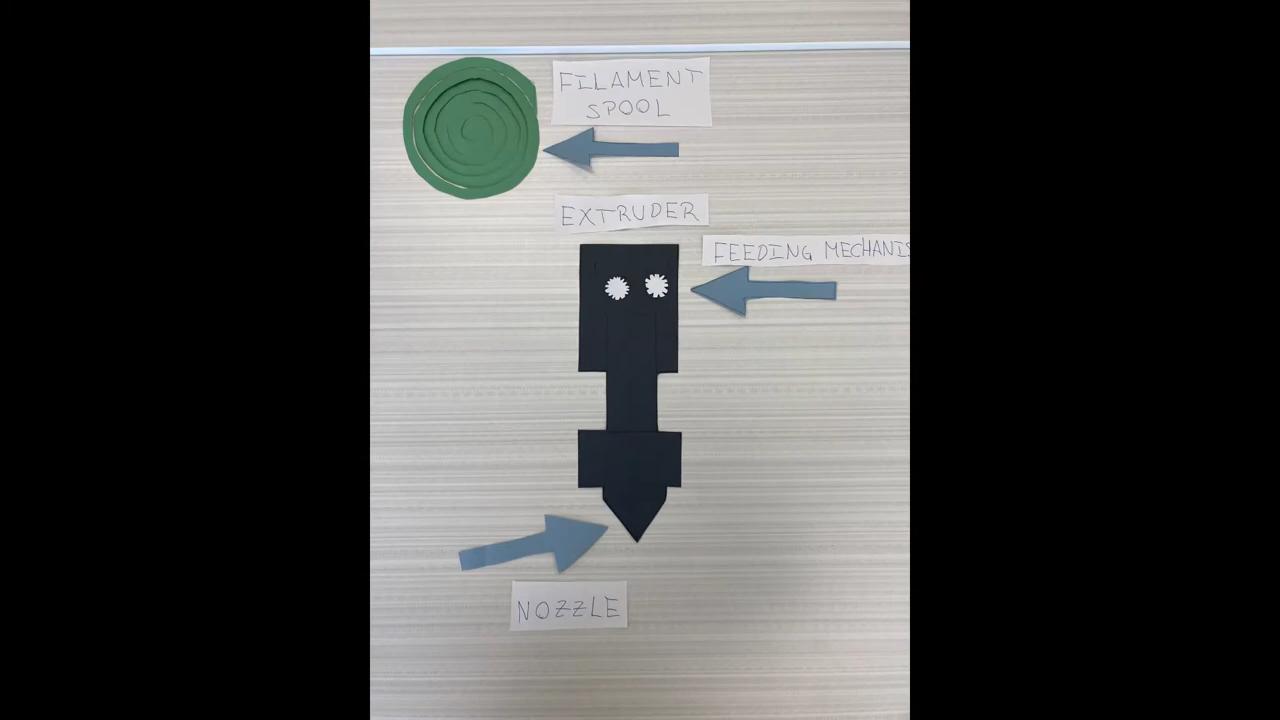 FILAMENT
SPOOL
EXTRUDER
FEEDING MECHANIS
NOZZLE